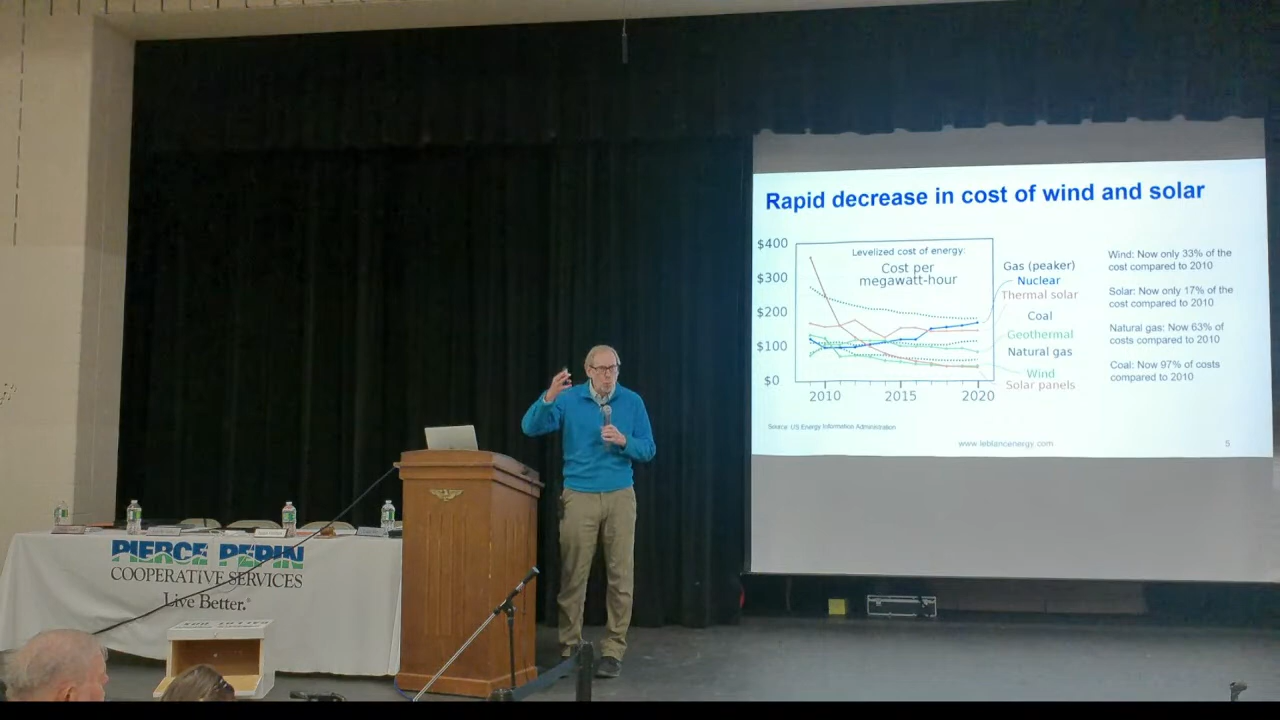 Rapid decrease in cost of wind and solar
$400
$300
$200
$100
$0
Levelized cost of energy:
Cost per
megawatt-hour
2010
2015
2020
Gas (peaker)
Nuclear
Thermal solar
Coal
Geothermal
Natural gas
Wind
Solar panels
Wind: Now only 33% of the
cost compared to 2010
Solar: Now only 17% of the
cost compared to 2010
Natural gas: Now 63% of
costs compared to 2010
Coal: Now 97% of costs
compared to 2010
Source: US Energy Information Administration
www.leblancenergy.com
5
PIERCE PEPIN
COOPERATIVE SERVICES
Live Better.®